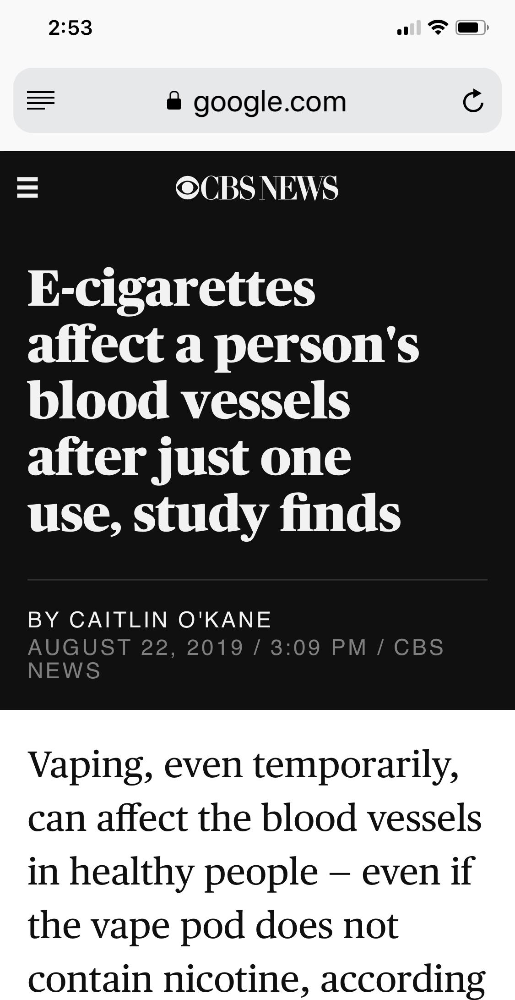 2:53
google.com
CBS NEWS
E-cigarettes
affect a person's
blood vessels
after just one
use, study finds
BY CAITLIN O'KANE
AUGUST 22, 2019 / 3:09 PM / CBS
NEWS
Vaping, even temporarily,
can affect the blood vessels
in healthy people – even if
the vape pod does not
contain nicotine, according